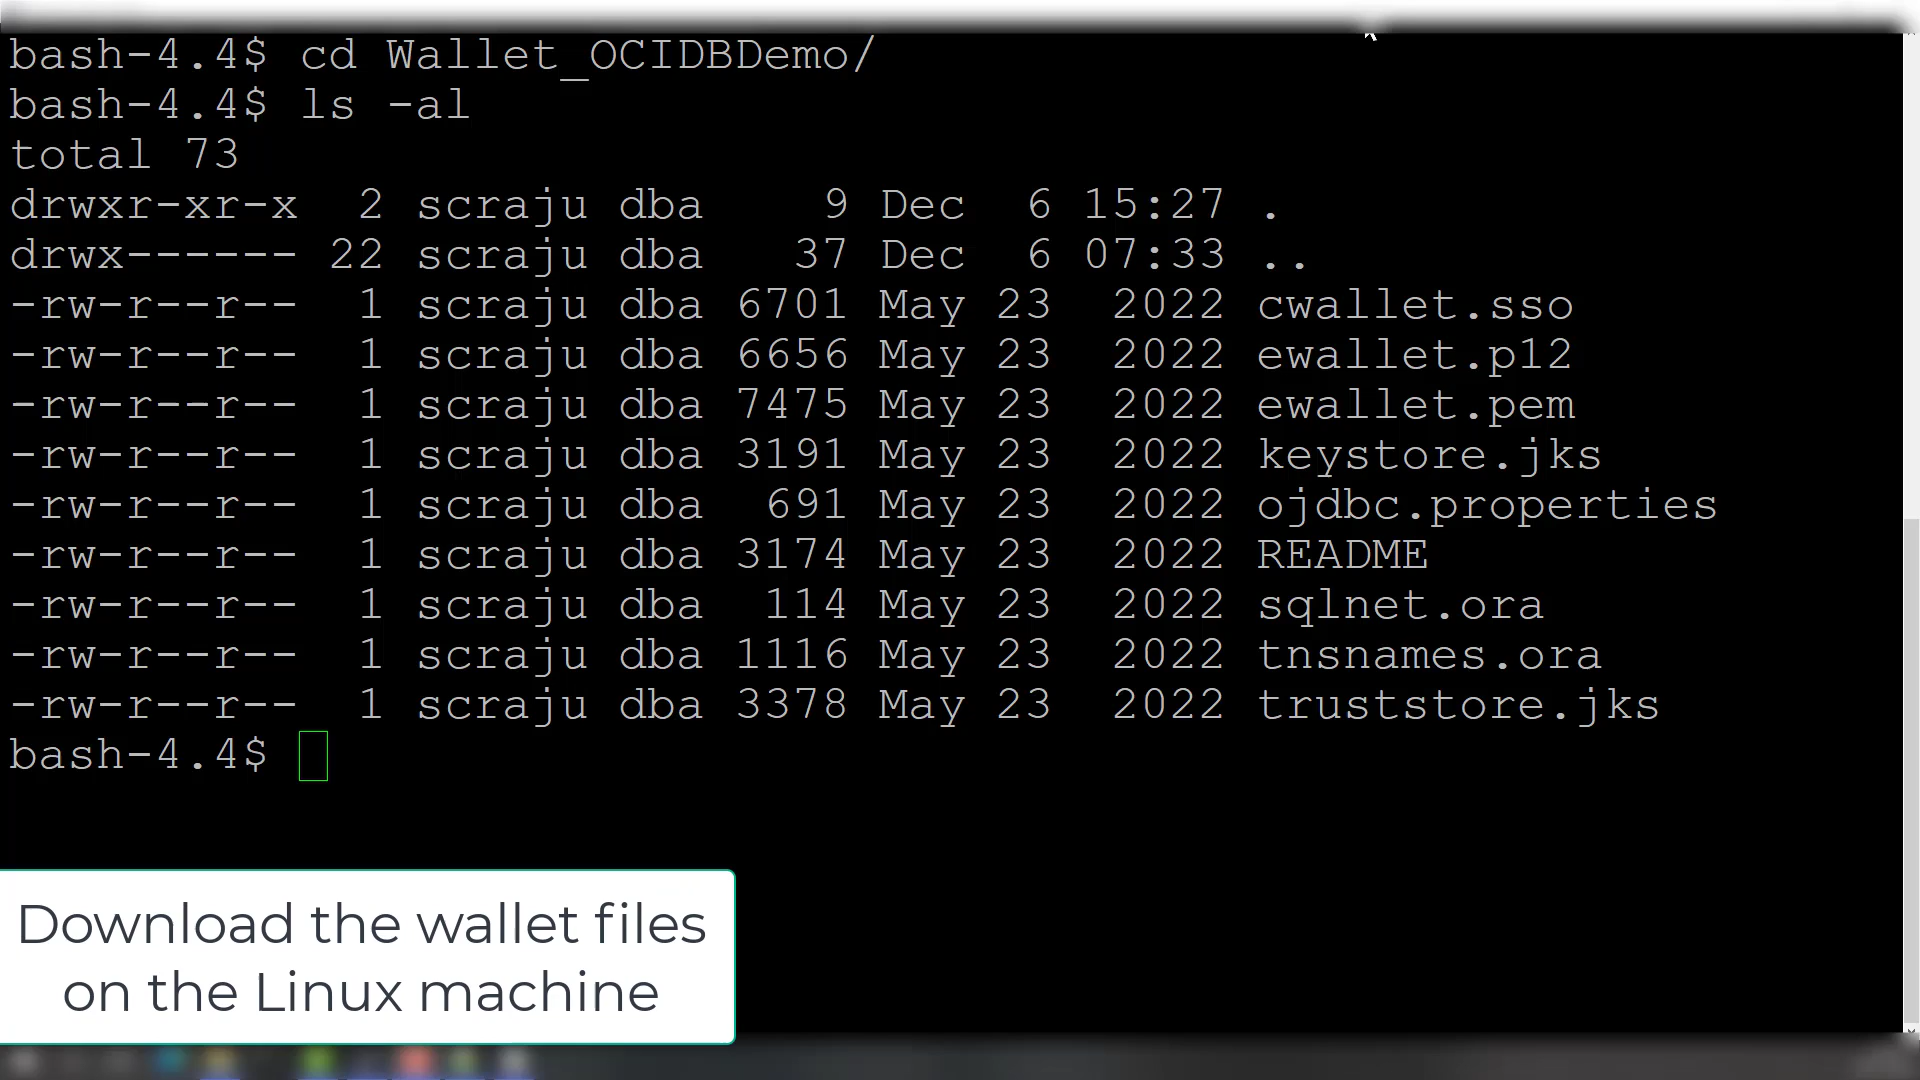 bash-4.4$ cd Wallet_OCIDBDemo/
bash-4.4$ ls -al
total 73
drwxr-xr-x  2 scraju dba    9 Dec  6 15:27 .
drwx------ 22 scraju dba   37 Dec  6 07:33 ..
-rw-r--r--  1 scraju dba 6701 May 23  2022 cwallet.sso
-rw-r--r--  1 scraju dba 6656 May 23  2022 ewallet.p12
-rw-r--r--  1 scraju dba 7475 May 23  2022 ewallet.pem
-rw-r--r--  1 scraju dba 3191 May 23  2022 keystore.jks
-rw-r--r--  1 scraju dba  691 May 23  2022 ojdbc.properties
-rw-r--r--  1 scraju dba 3174 May 23  2022 README
-rw-r--r--  1 scraju dba  114 May 23  2022 sqlnet.ora
-rw-r--r--  1 scraju dba 1116 May 23  2022 tnsnames.ora
-rw-r--r--  1 scraju dba 3378 May 23  2022 truststore.jks
bash-4.4$
Download the wallet files
on the Linux machine